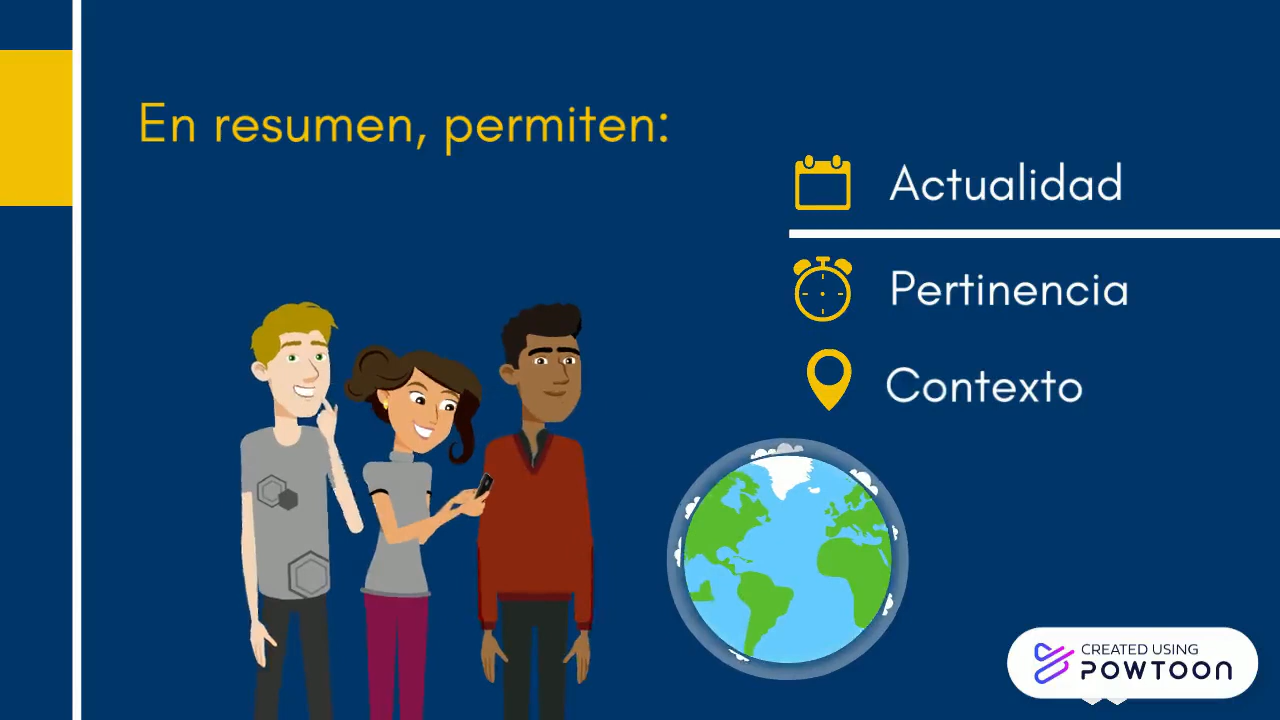 En resumen, permiten:
Actualidad
Pertinencia
Contexto
CREATED USING
POWTOON